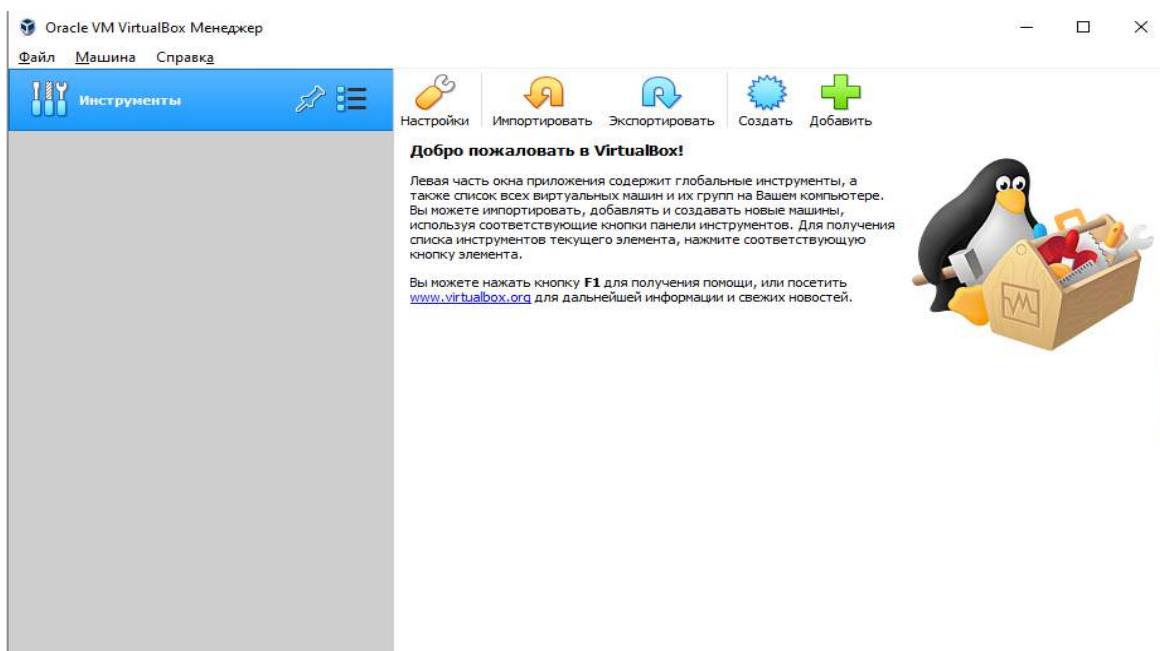 Oracle VM VirtualBox Менеджер
Файл Машина Справка
Инструменты
Настройки Импортировать Экспортировать Создать Добавить
Добро пожаловать в VirtualBox!
Левая часть окна приложения содержит глобальные инструменты, а
также список всех виртуальных машин и их групп на Вашем компьютере.
Вы можете импортировать, добавлять и создавать новые машины,
используя соответствующие кнопки панели инструментов. Для получения
списка инструментов текущего элемента, нажмите соответствующую
кнопку элемента.
Вы можете нажать кнопку F1 для получения помощи, или посетить
www.virtualbox.org для дальнейшей информации и свежих новостей.